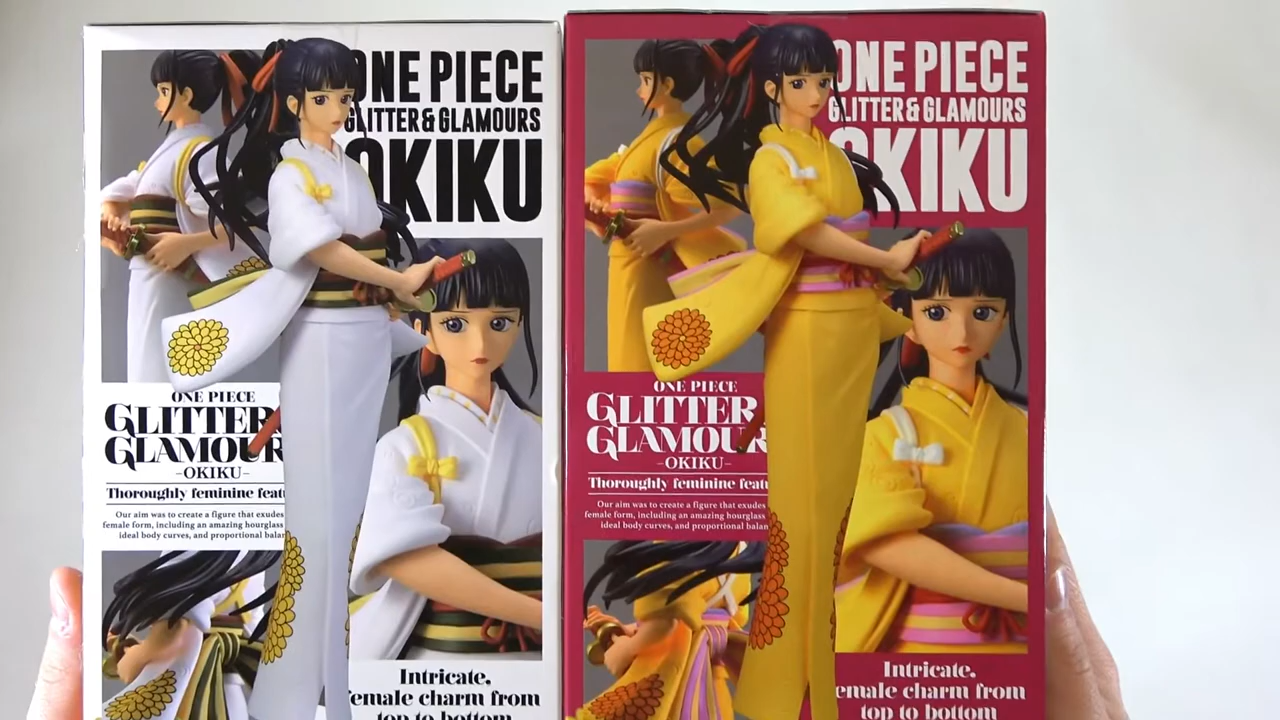 ONE PIECE
GLITTER & GLAMOURS
OKIKU
ONE PIECE
GLITTER
GLAMOUR
-OKIKU-
Thoroughly feminine feat
Our aim was to create a figure that exudes
female form, including an amazing hourglass
ideal body curves, and proportional balan
Intricate,
female charm from
top to bottom
ONE PIECE
GLITTER & GLAMOURS
OKIKU
ONE PIECE
GLITTER
GLAMOUR
-OKIKU-
Thoroughly feminine feat
Our aim was to create a figure that exudes
female form, including an amazing hourglass
ideal body curves, and proportional balan
Intricate,
emale charm from
top to bottom